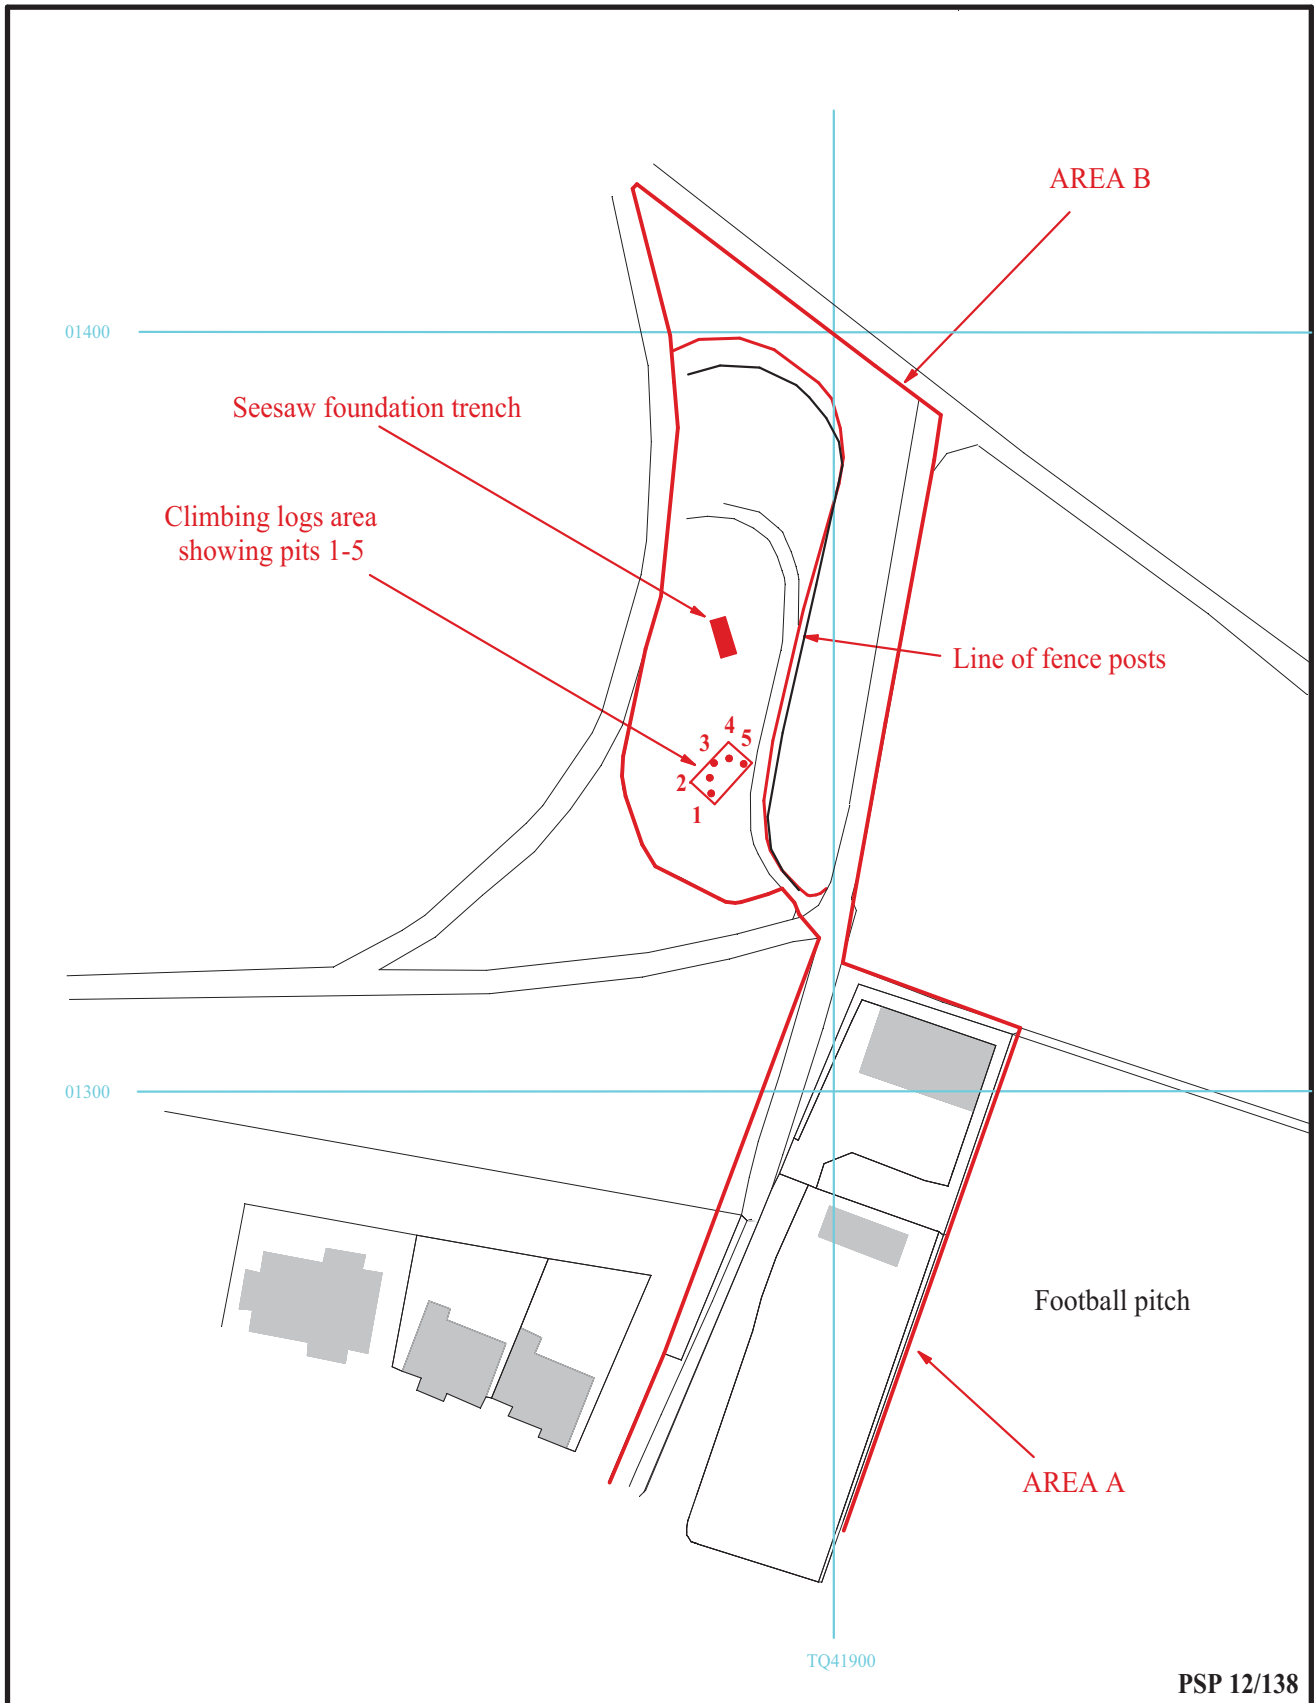 AREA B
01400
Seesaw foundation trench
Climbing logs area
showing pits 1-5
Line of fence posts
4
5
3
2
1
01300
Football pitch
AREA A
TQ41900
PSP 12/138